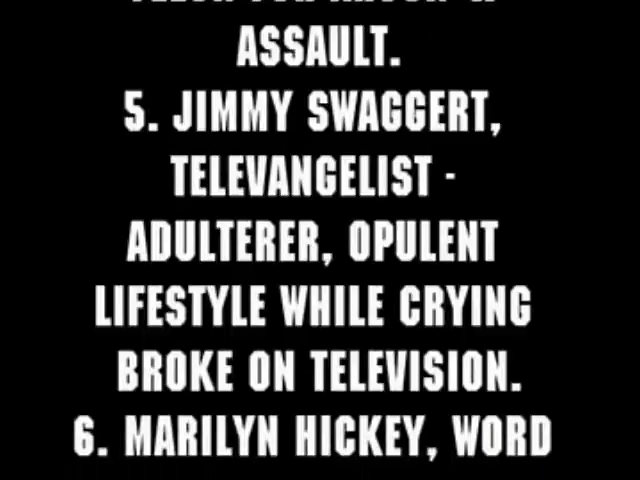 ASSAULT.
5. JIMMY SWAGGERT,
TELEVANGELIST -
ADULTERER, OPULENT
LIFESTYLE WHILE CRYING
BROKE ON TELEVISION.
6. MARILYN HICKEY, WORD